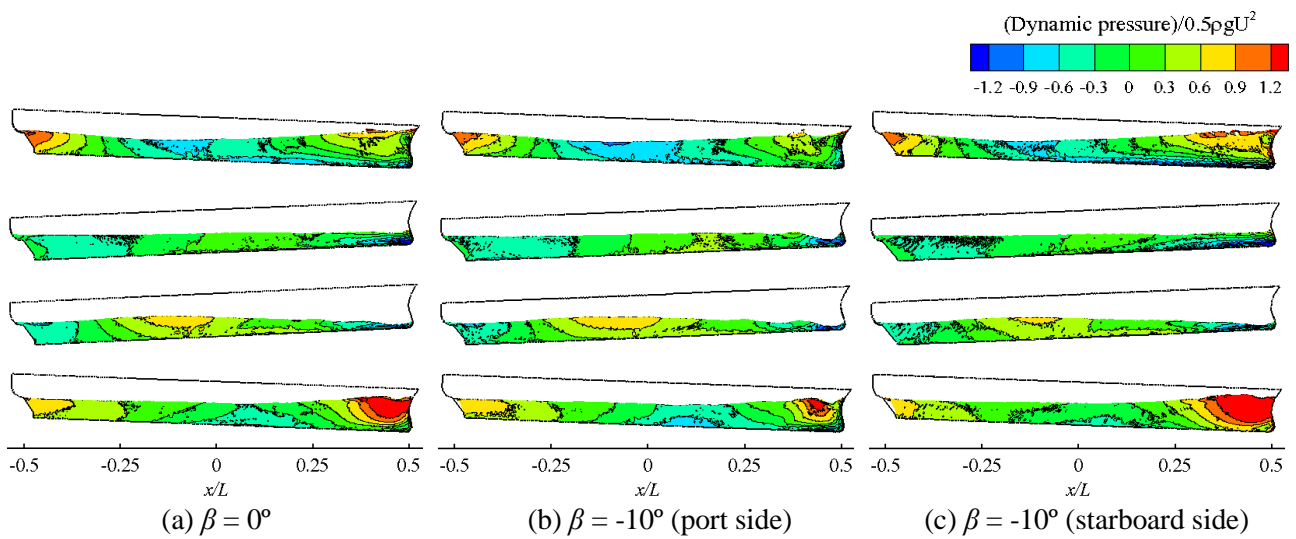 (Dynamic pressure)/0.5ρgU²
-1.2 -0.9 -0.6 -0.3 0 0.3 0.6 0.9 1.2
-0.5 -0.25 0 0.25 0.5
x/L
(a) β = 0º
-0.5 -0.25 0 0.25 0.5
x/L
(b) β = -10º (port side)
-0.5 -0.25 0 0.25 0.5
x/L
(c) β = -10º (starboard side)